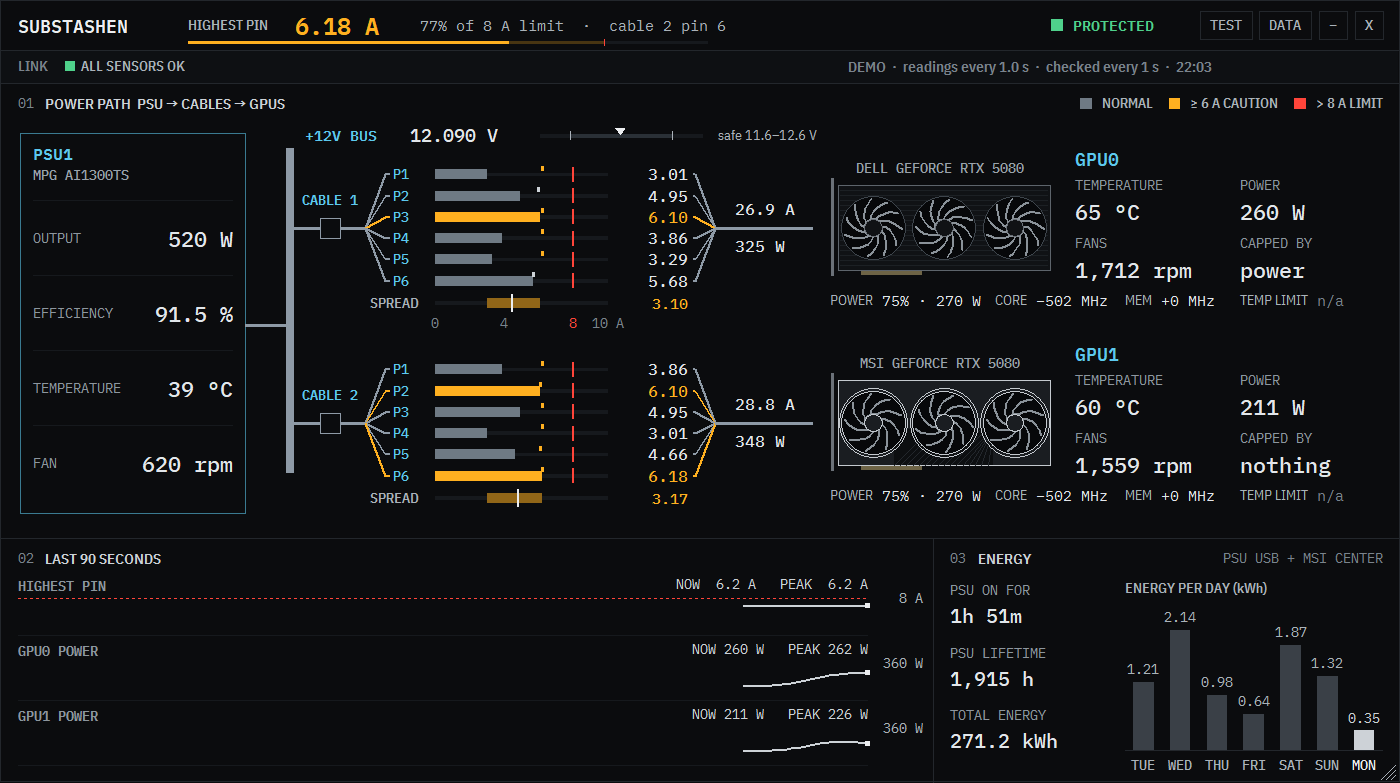 SUBSTASHEN HIGHEST PIN 6.18 A 77% of 8 A limit · cable 2 pin 6 PROTECTED TEST DATA – X
LINK ALL SENSORS OK DEMO · readings every 1.0 s · checked every 1 s · 22:03
01 POWER PATH PSU → CABLES → GPUS NORMAL ≥ 6 A CAUTION > 8 A LIMIT
PSU1
MPG AI1300TS
OUTPUT 520 W
EFFICIENCY 91.5 %
TEMPERATURE 39 °C
FAN 620 rpm
+12V BUS 12.090 V safe 11.6–12.6 V
CABLE 1
P1 3.01
P2 4.95
P3 6.10
P4 3.86
P5 3.29
P6 5.68
SPREAD 3.10
0 4 8 10 A
26.9 A
325 W
DELL GEFORCE RTX 5080
GPU0
TEMPERATURE POWER
65 °C 260 W
FANS CAPPED BY
1,712 rpm power
POWER 75% · 270 W CORE −502 MHz MEM +0 MHz TEMP LIMIT n/a
CABLE 2
P1 3.86
P2 6.10
P3 4.95
P4 3.01
P5 4.66
P6 6.18
SPREAD 3.17
28.8 A
348 W
MSI GEFORCE RTX 5080
GPU1
TEMPERATURE POWER
60 °C 211 W
FANS CAPPED BY
1,559 rpm nothing
POWER 75% · 270 W CORE −502 MHz MEM +0 MHz TEMP LIMIT n/a
02 LAST 90 SECONDS
HIGHEST PIN NOW 6.2 A PEAK 6.2 A
8 A
GPU0 POWER NOW 260 W PEAK 262 W
360 W
GPU1 POWER NOW 211 W PEAK 226 W
360 W
03 ENERGY PSU USB + MSI CENTER
PSU ON FOR
1h 51m
PSU LIFETIME
1,915 h
TOTAL ENERGY
271.2 kWh
ENERGY PER DAY (kWh)
1.21 2.14 0.98 0.64 1.87 1.32 0.35
TUE WED THU FRI SAT SUN MON